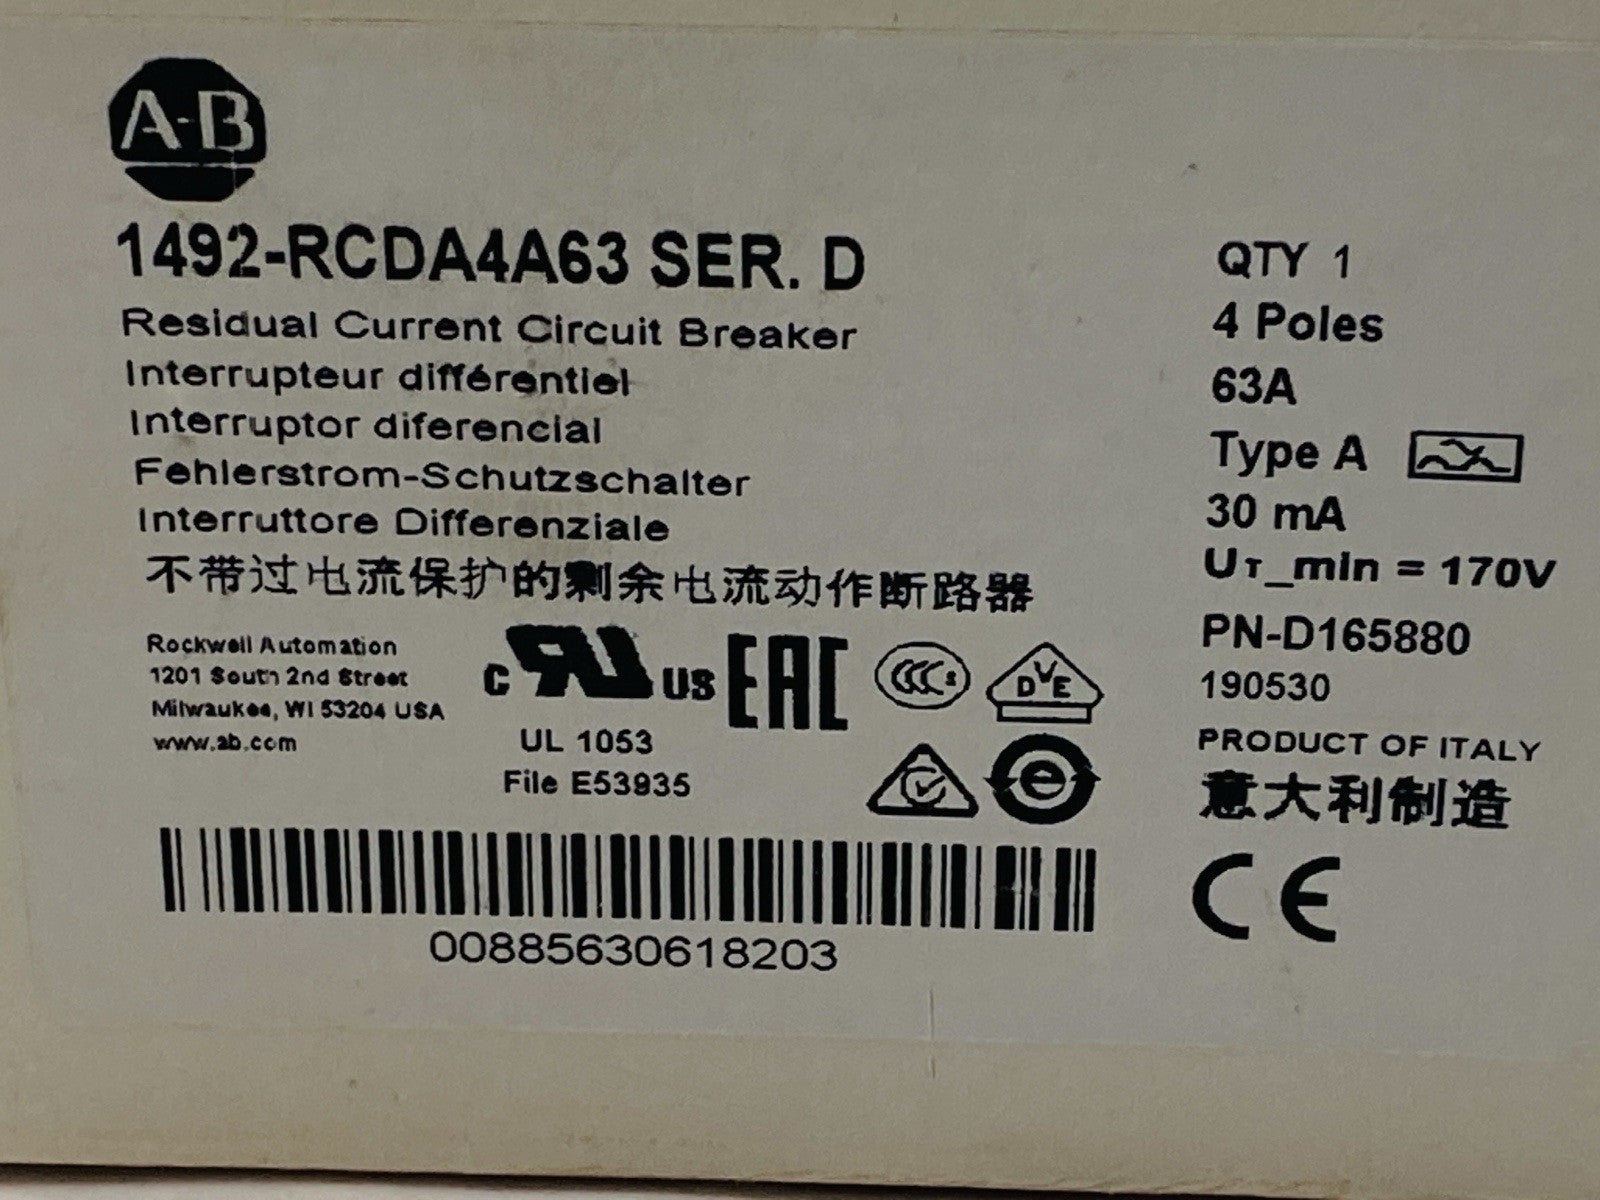 A-B
1492-RCDA4A63 SER. D
Residual Current Circuit Breaker
Interrupteur différentiel
Interruptor diferencial
Fehlerstrom-Schutzschalter
Interruttore Differenziale
不带过电流保护的剩余电流动作断路器
Rockwell Automation
1201 South 2nd Street
Milwaukee, WI 53204 USA
www.ab.com
c RU US
UL 1053
File E53935
EAC
CCC S
DVE
e
00885630618203
QTY 1
4 Poles
63A
Type A
30 mA
UT_min = 170V
PN-D165880
190530
PRODUCT OF ITALY
意大利制造
CE